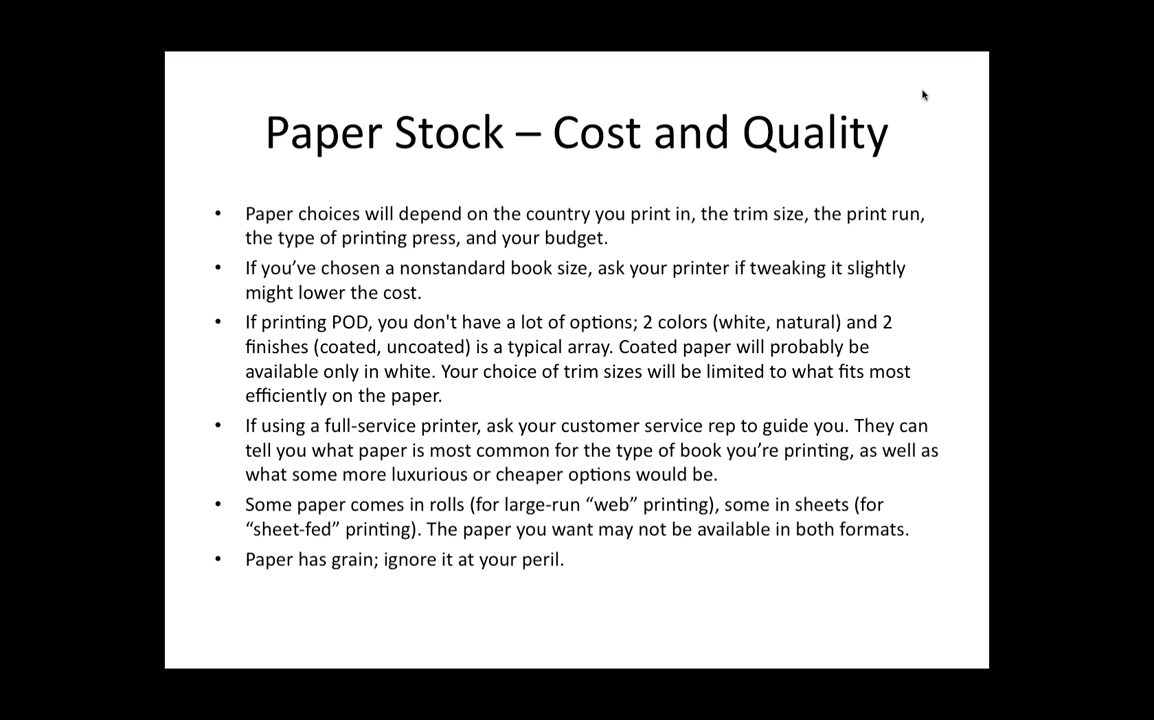 Paper Stock – Cost and Quality
• Paper choices will depend on the country you print in, the trim size, the print run,
the type of printing press, and your budget.
• If you’ve chosen a nonstandard book size, ask your printer if tweaking it slightly
might lower the cost.
• If printing POD, you don't have a lot of options; 2 colors (white, natural) and 2
finishes (coated, uncoated) is a typical array. Coated paper will probably be
available only in white. Your choice of trim sizes will be limited to what fits most
efficiently on the paper.
• If using a full-service printer, ask your customer service rep to guide you. They can
tell you what paper is most common for the type of book you’re printing, as well as
what some more luxurious or cheaper options would be.
• Some paper comes in rolls (for large-run “web” printing), some in sheets (for
“sheet-fed” printing). The paper you want may not be available in both formats.
• Paper has grain; ignore it at your peril.